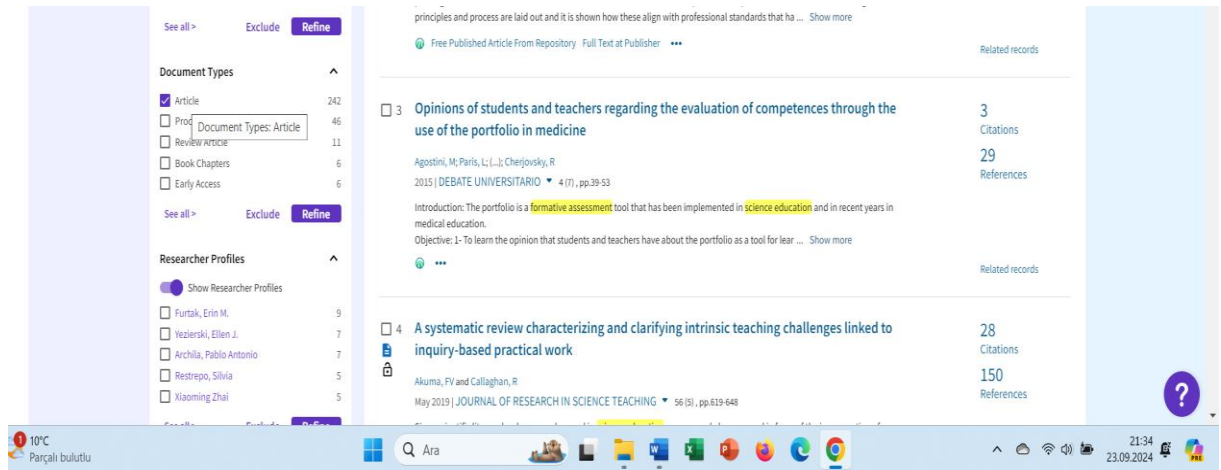 principles and process are laid out and it is shown how these align with professional standards that ha ... Show more
See all >
Exclude
Refine
Free Published Article From Repository Full Text at Publisher •••
Related records
Document Types
Article 242
Proc 46
Document Types: Article
Review Article 11
Book Chapters 6
Early Access 6
See all >
Exclude
Refine
Researcher Profiles
Show Researcher Profiles
Furtak, Erin M. 9
Yezierski, Ellen J. 7
Archila, Pablo Antonio 7
Restrepo, Silvia 5
Xiaoming Zhai 5
3 Opinions of students and teachers regarding the evaluation of competences through the
use of the portfolio in medicine
Agostini, M; Paris, L; (...); Cherjovsky, R
2015 | DEBATE UNIVERSITARIO 4 (7) , pp.39-53
Introduction: The portfolio is a formative assessment tool that has been implemented in science education and in recent years in
medical education.
Objective: 1- To learn the opinion that students and teachers have about the portfolio as a tool for lear ... Show more
•••
3
Citations
29
References
Related records
4 A systematic review characterizing and clarifying intrinsic teaching challenges linked to
inquiry-based practical work
Akuma, FV and Callaghan, R
May 2019 | JOURNAL OF RESEARCH IN SCIENCE TEACHING 56 (5) , pp.619-648
28
Citations
150
References
?
1
10°C
Parçalı bulutlu
Ara
21:34
23.09.2024
PRE